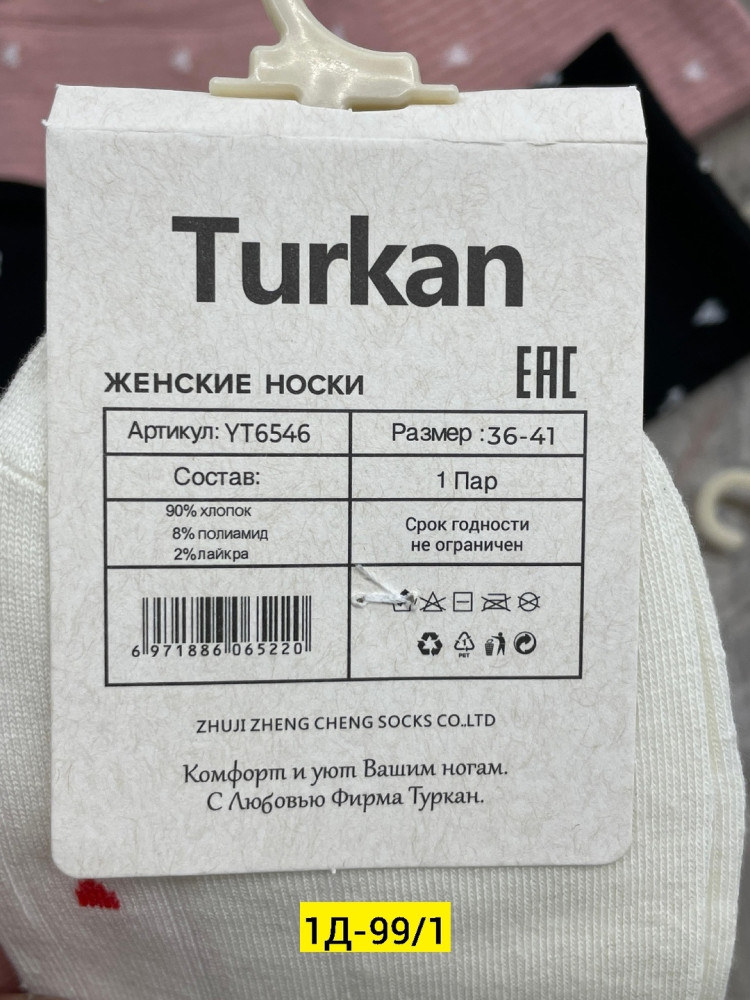 Turkan
ЖЕНСКИЕ НОСКИ
EAC
Артикул: YT6546
Размер : 36-41
Состав:
1 Пар
90% хлопок
8% полиамид
2% лайкра
Срок годности
не ограничен
6 971886 065220
PET
ZHUJI ZHENG CHENG SOCKS CO.,LTD
Комфорт и уют Вашим ногам.
С Любовью Фирма Туркан.
1Д-99/1